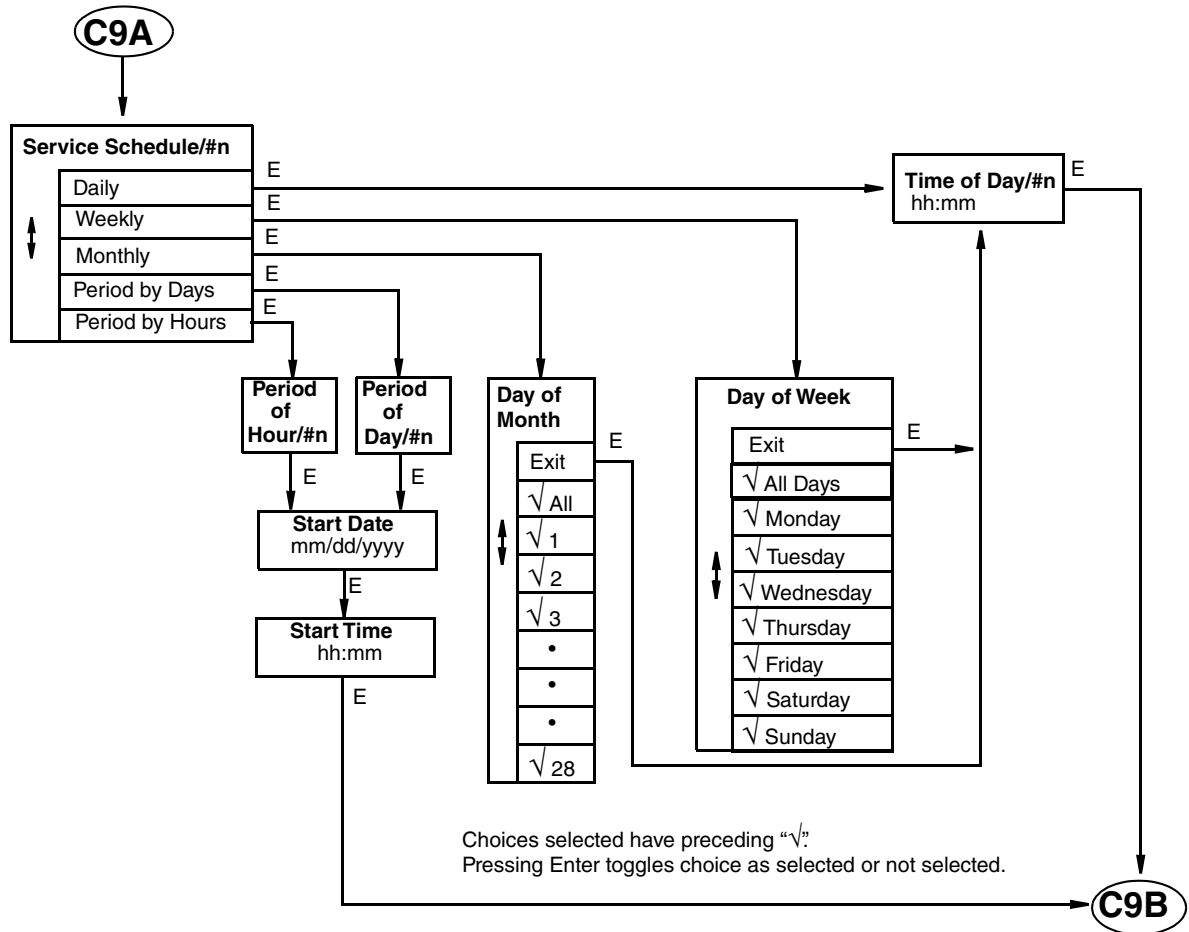 C9A
Service Schedule/#n
Daily
E
Weekly
E
Monthly
E
Period by Days
E
Period by Hours
E
Time of Day/#n
hh:mm
E
Period
of
Hour/#n
E
Period
of
Day/#n
E
Start Date
mm/dd/yyyy
E
Start Time
hh:mm
E
Day of
Month
Exit
E
√ All
√ 1
√ 2
√ 3
•
•
•
√ 28
Day of Week
Exit
E
√ All Days
√ Monday
√ Tuesday
√ Wednesday
√ Thursday
√ Friday
√ Saturday
√ Sunday
Choices selected have preceding “√.”
Pressing Enter toggles choice as selected or not selected.
C9B